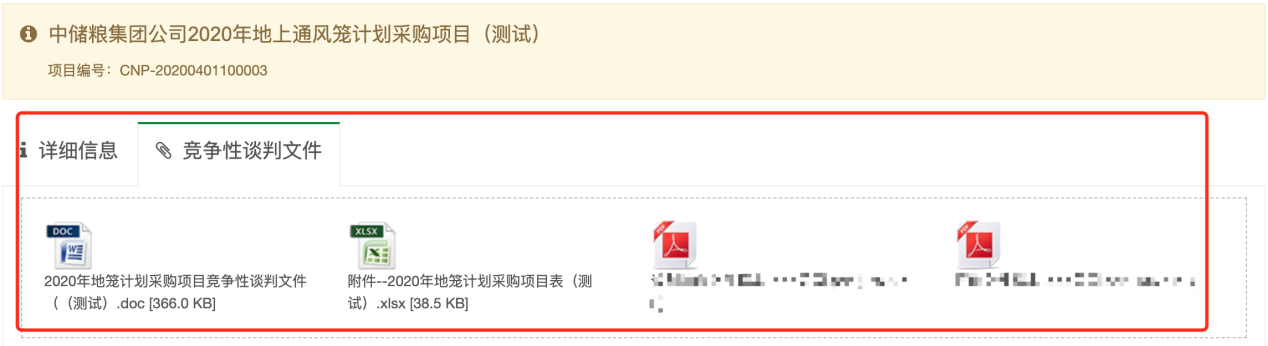 中储粮集团公司2020年地上通风笼计划采购项目（测试）
项目编号：CNP-20200401100003
详细信息
竞争性谈判文件
DOC
2020年地笼计划采购项目竞争性谈判文件
（（测试）.doc [366.0 KB]
XLSX
附件--2020年地笼计划采购项目表（测
试）.xlsx [38.5 KB]
PDF
PDF